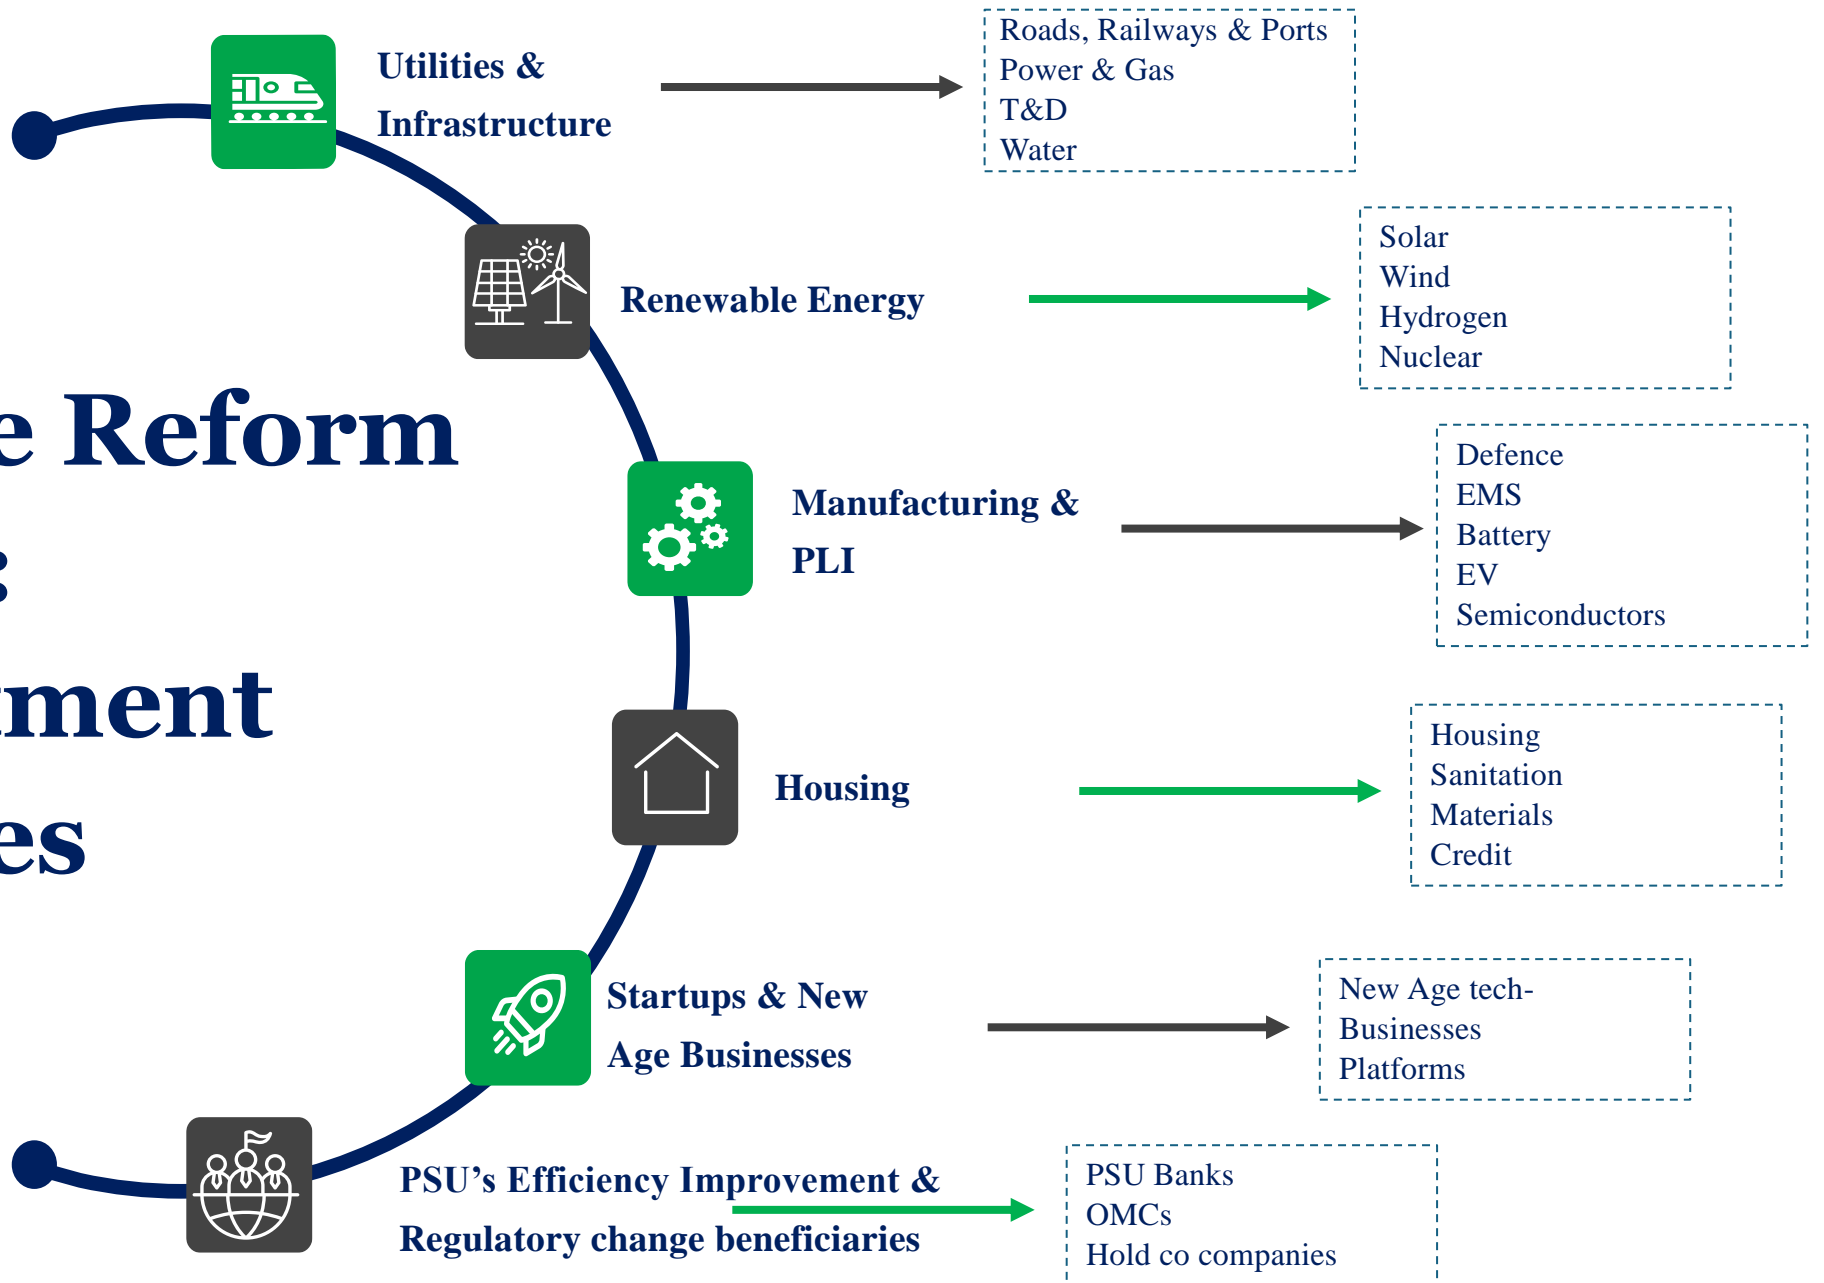 Utilities &
Infrastructure
Roads, Railways & Ports
Power & Gas
T&D
Water
Renewable Energy
Solar
Wind
Hydrogen
Nuclear
Reform
Manufacturing &
PLI
Defence
EMS
Battery
EV
Semiconductors
Housing
Housing
Sanitation
Materials
Credit
Startups & New
Age Businesses
New Age tech-
Businesses
Platforms
PSU's Efficiency Improvement &
Regulatory change beneficiaries
PSU Banks
OMCs
Hold co companies